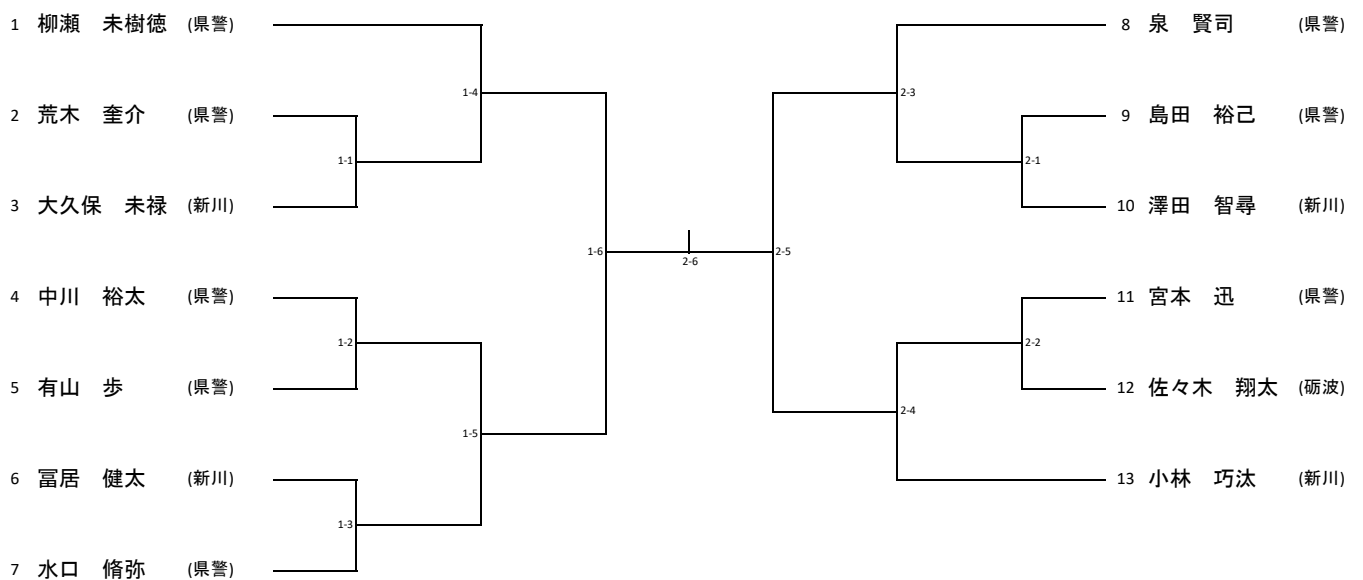 1 柳瀬　未樹徳 (県警)
2 荒木　奎介 (県警)
3 大久保　未禄 (新川)
4 中川　裕太 (県警)
5 有山　歩 (県警)
6 冨居　健太 (新川)
7 水口　脩弥 (県警)
1-1
1-2
1-3
1-4
1-5
1-6
2-6
2-5
2-3
2-4
2-1
2-2
8 泉　賢司 (県警)
9 島田　裕己 (県警)
10 澤田　智尋 (新川)
11 宮本　迅 (県警)
12 佐々木　翔太 (砺波)
13 小林　巧汰 (新川)